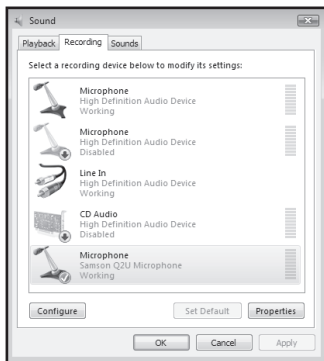 Sound
Playback Recording Sounds
Select a recording device below to modify its settings:
Microphone
High Definition Audio Device
Working
Microphone
High Definition Audio Device
Disabled
Line In
High Definition Audio Device
Working
CD Audio
High Definition Audio Device
Disabled
Microphone
Samson Q2U Microphone
Working
Configure Set Default Properties
OK Cancel Apply